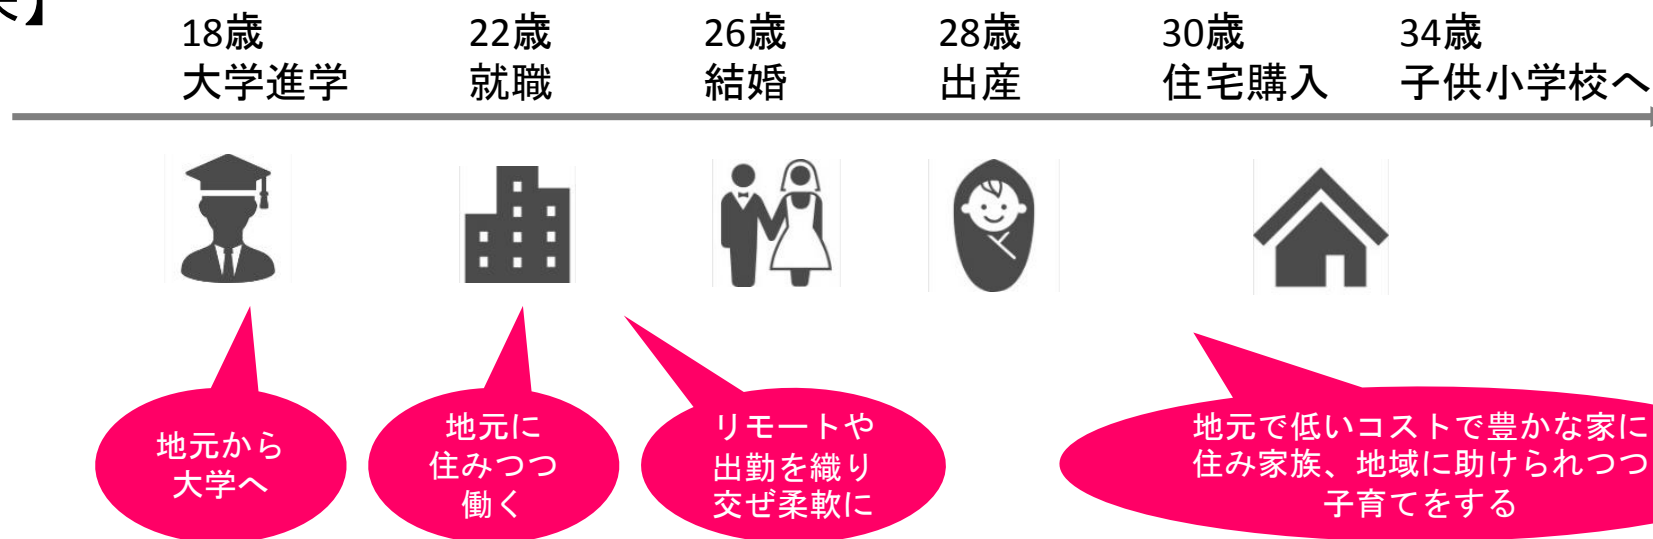 】
18歳
大学進学
22歳
就職
26歳
結婚
28歳
出産
30歳
住宅購入
34歳
子供小学校へ
地元から
大学へ
地元に
住みつつ
働く
リモートや
出勤を織り
交ぜ柔軟に
地元で低いコストで豊かな家に
住み家族、地域に助けられつつ
子育てをする